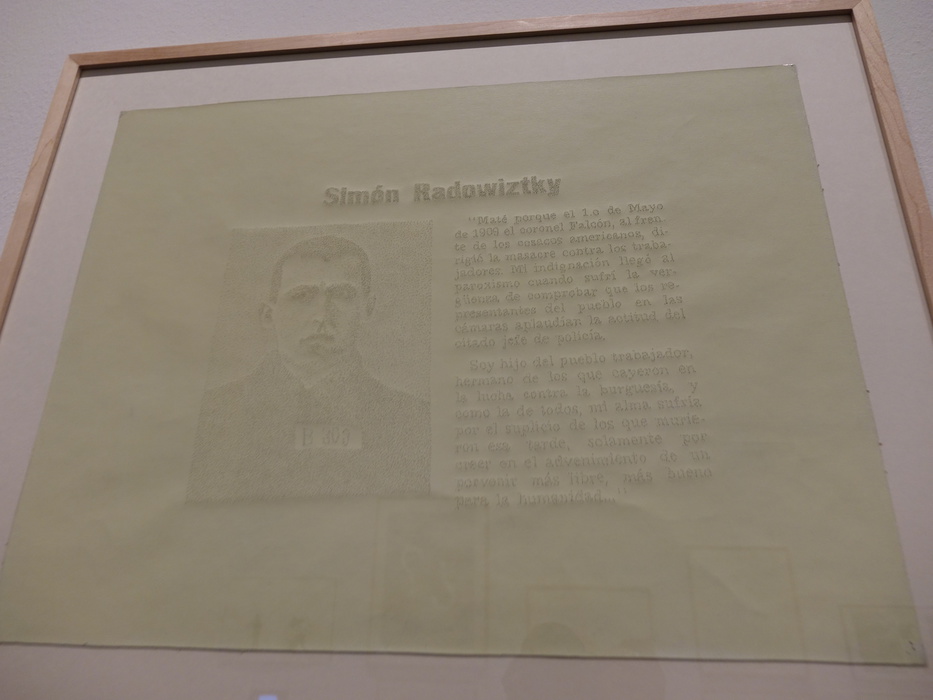 Simón Radowiztky
"Maté porque el 1.o de Mayo
de 1909 el coronel Falcón, al fren-
te de los cosacos americanos, di-
rigió la masacre contra los traba-
jadores. Mi indignación llegó al
paroxismo cuando sufrí la ver-
güenza de comprobar que los re-
presentantes del pueblo en las
cámaras aplaudían la actitud del
citado jefe de policía.
Soy hijo del pueblo trabajador,
hermano de los que cayeron en
la lucha contra la burguesía, y
como la de todos, mi alma sufría
por el suplicio de los que murie-
ron esa tarde, solamente por
creer en el advenimiento de un
porvenir más libre, más bueno
para la humanidad..."